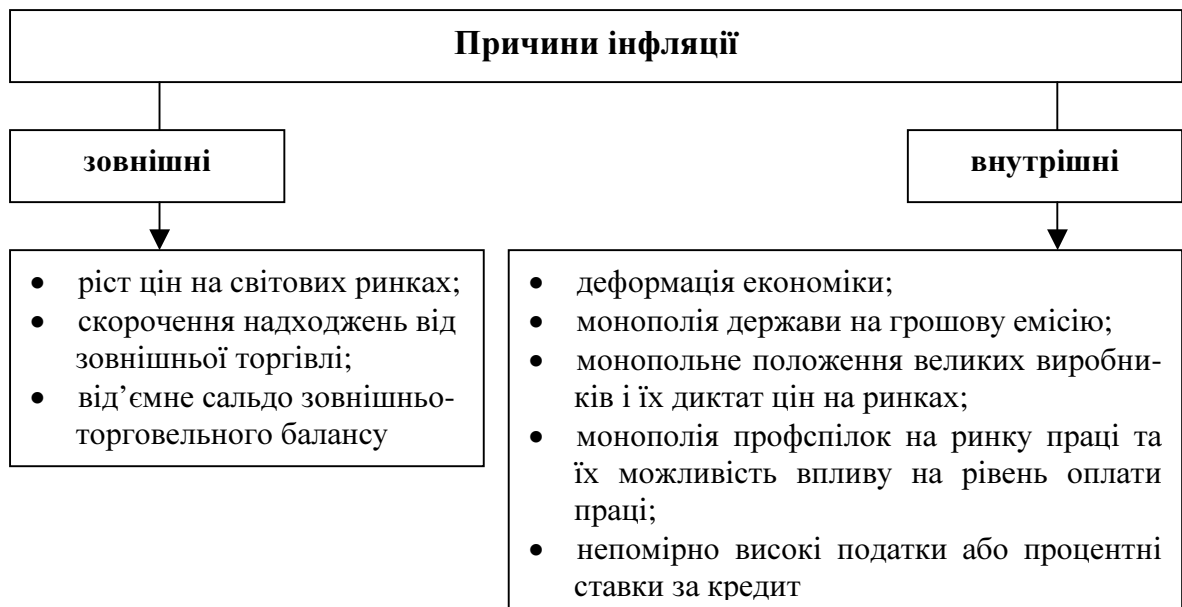 Причини інфляції
зовнішні
внутрішні
• ріст цін на світових ринках;
• скорочення надходжень від
зовнішньої торгівлі;
• від’ємне сальдо зовнішньо-
торговельного балансу
• деформація економіки;
• монополія держави на грошову емісію;
• монопольне положення великих виробни-
ків і їх диктат цін на ринках;
• монополія профспілок на ринку праці та
їх можливість впливу на рівень оплати
праці;
• непомірно високі податки або процентні
ставки за кредит